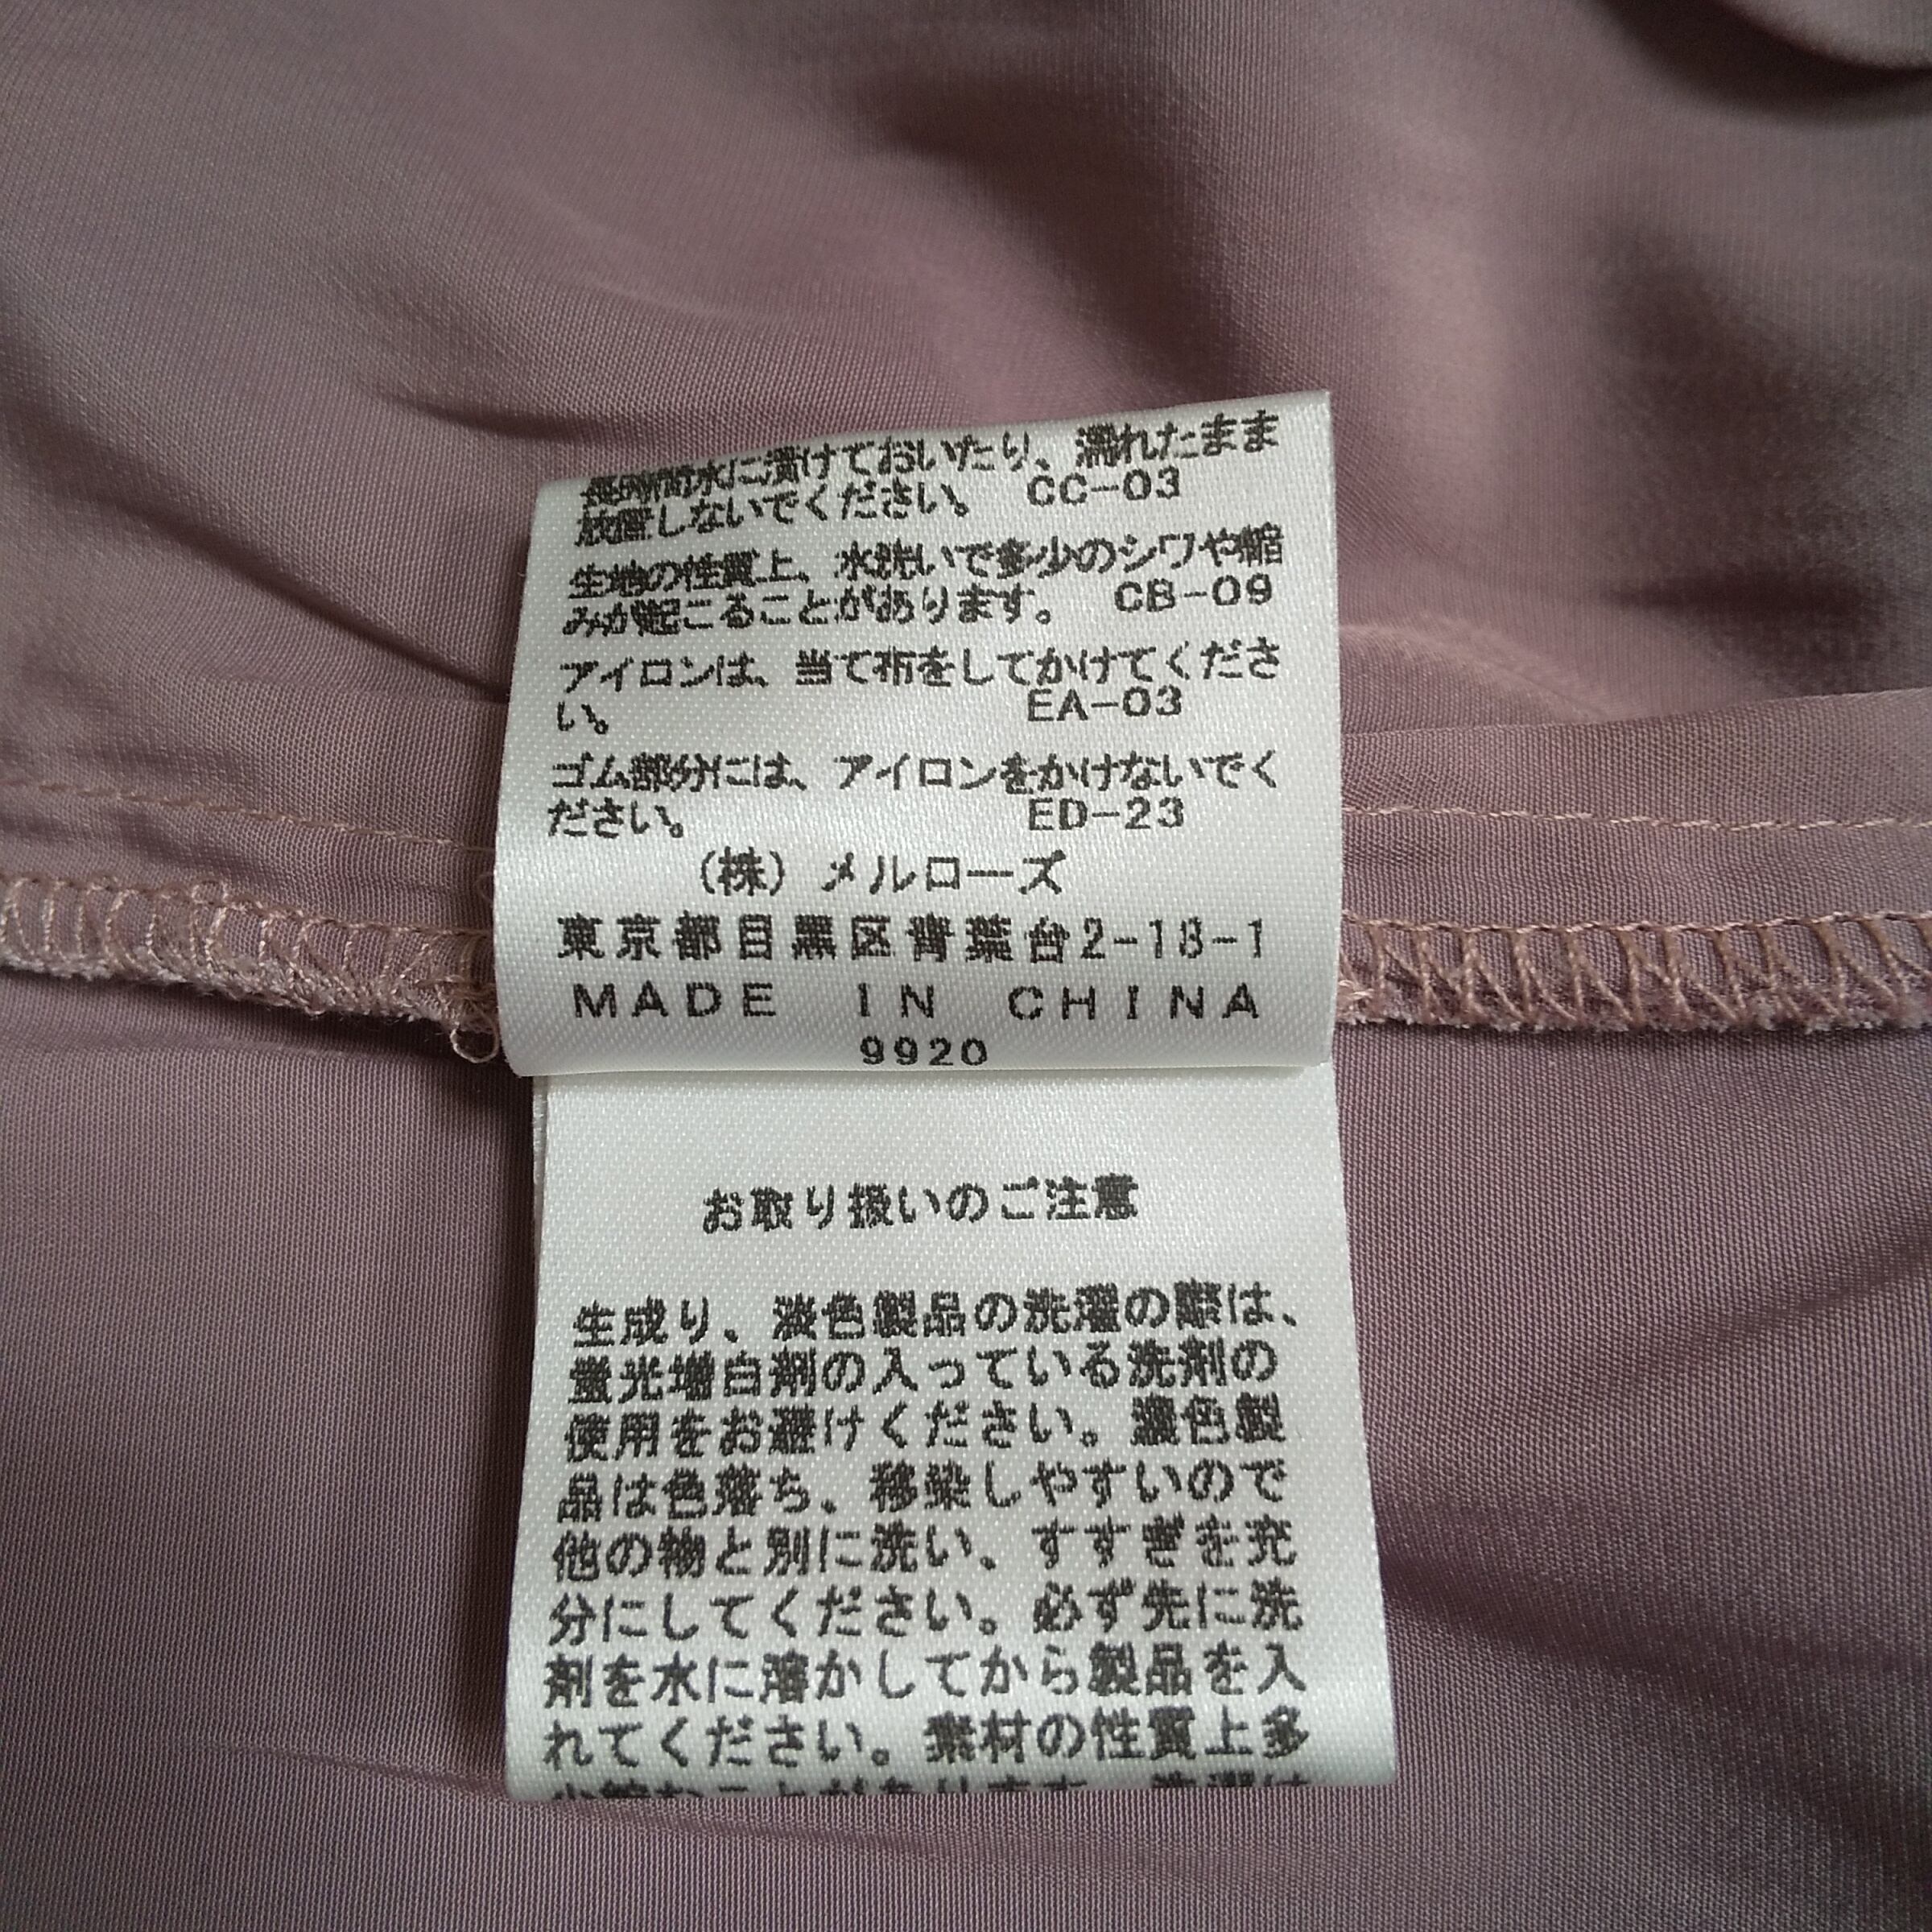 長時間水に漬けておいたり、濡れたまま
放置しないでください。 CC-03
生地の性質上、水洗いで多少のシワや縮
みが起こることがあります。 CB-09
アイロンは、当て布をしてかけてくださ
い。 EA-03
ゴム部分には、アイロンをかけないでく
ださい。 ED-23
(株)メルローズ
東京都目黒区青葉台2-18-1
MADE IN CHINA
9920
お取り扱いのご注意
生成り、淡色製品の洗濯の際は、
蛍光増白剤の入っている洗剤の
使用をお避けください。濃色製
品は色落ち、移染しやすいので
他の物と別に洗い、すすぎを充
分にしてください。必ず先に洗
剤を水に溶かしてから製品を入
れてください。素材の性質上多